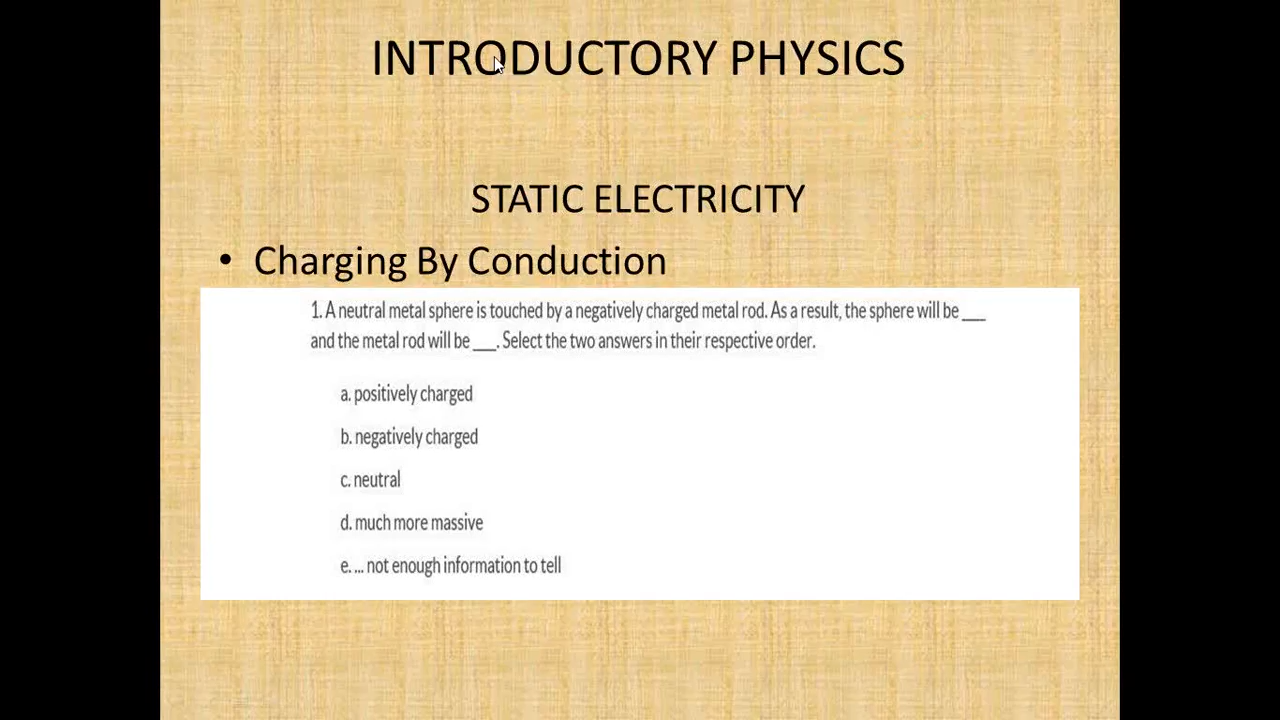 INTRODUCTORY PHYSICS
STATIC ELECTRICITY
• Charging By Conduction
1. A neutral metal sphere is touched by a negatively charged metal rod. As a result, the sphere will be ___
and the metal rod will be ___. Select the two answers in their respective order.
a. positively charged
b. negatively charged
c. neutral
d. much more massive
e. ... not enough information to tell